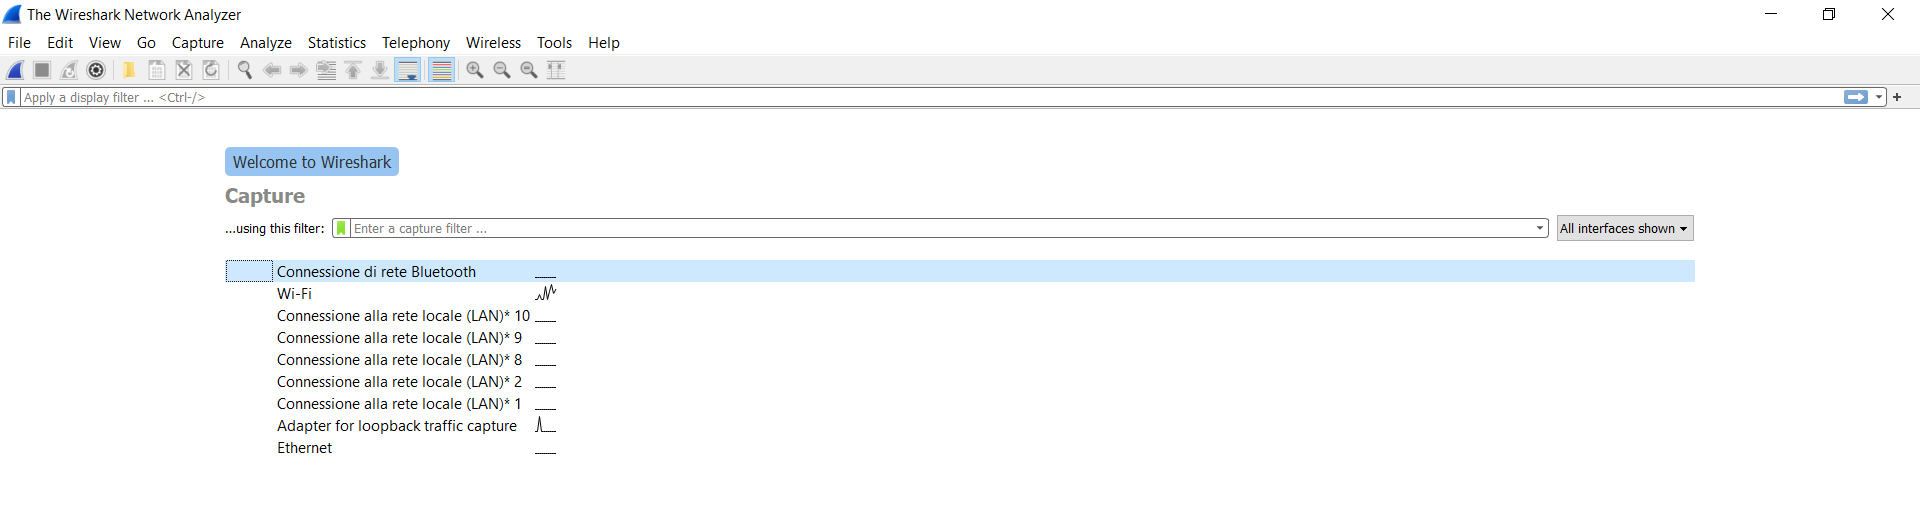 The Wireshark Network Analyzer
File Edit View Go Capture Analyze Statistics Telephony Wireless Tools Help
Apply a display filter ... <Ctrl-/>
Welcome to Wireshark
Capture
...using this filter: Enter a capture filter ... All interfaces shown
Connessione di rete Bluetooth
Wi-Fi
Connessione alla rete locale (LAN)* 10
Connessione alla rete locale (LAN)* 9
Connessione alla rete locale (LAN)* 8
Connessione alla rete locale (LAN)* 2
Connessione alla rete locale (LAN)* 1
Adapter for loopback traffic capture
Ethernet